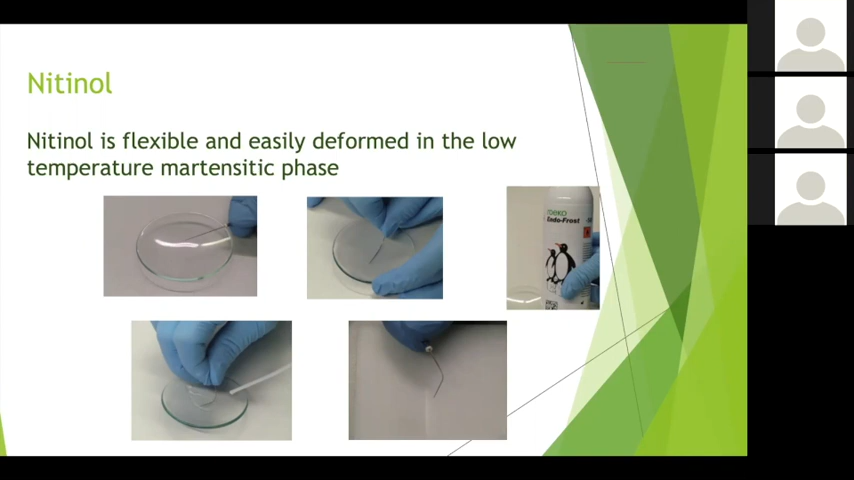 Nitinol
Nitinol is flexible and easily deformed in the low
temperature martensitic phase
Endo-Frost